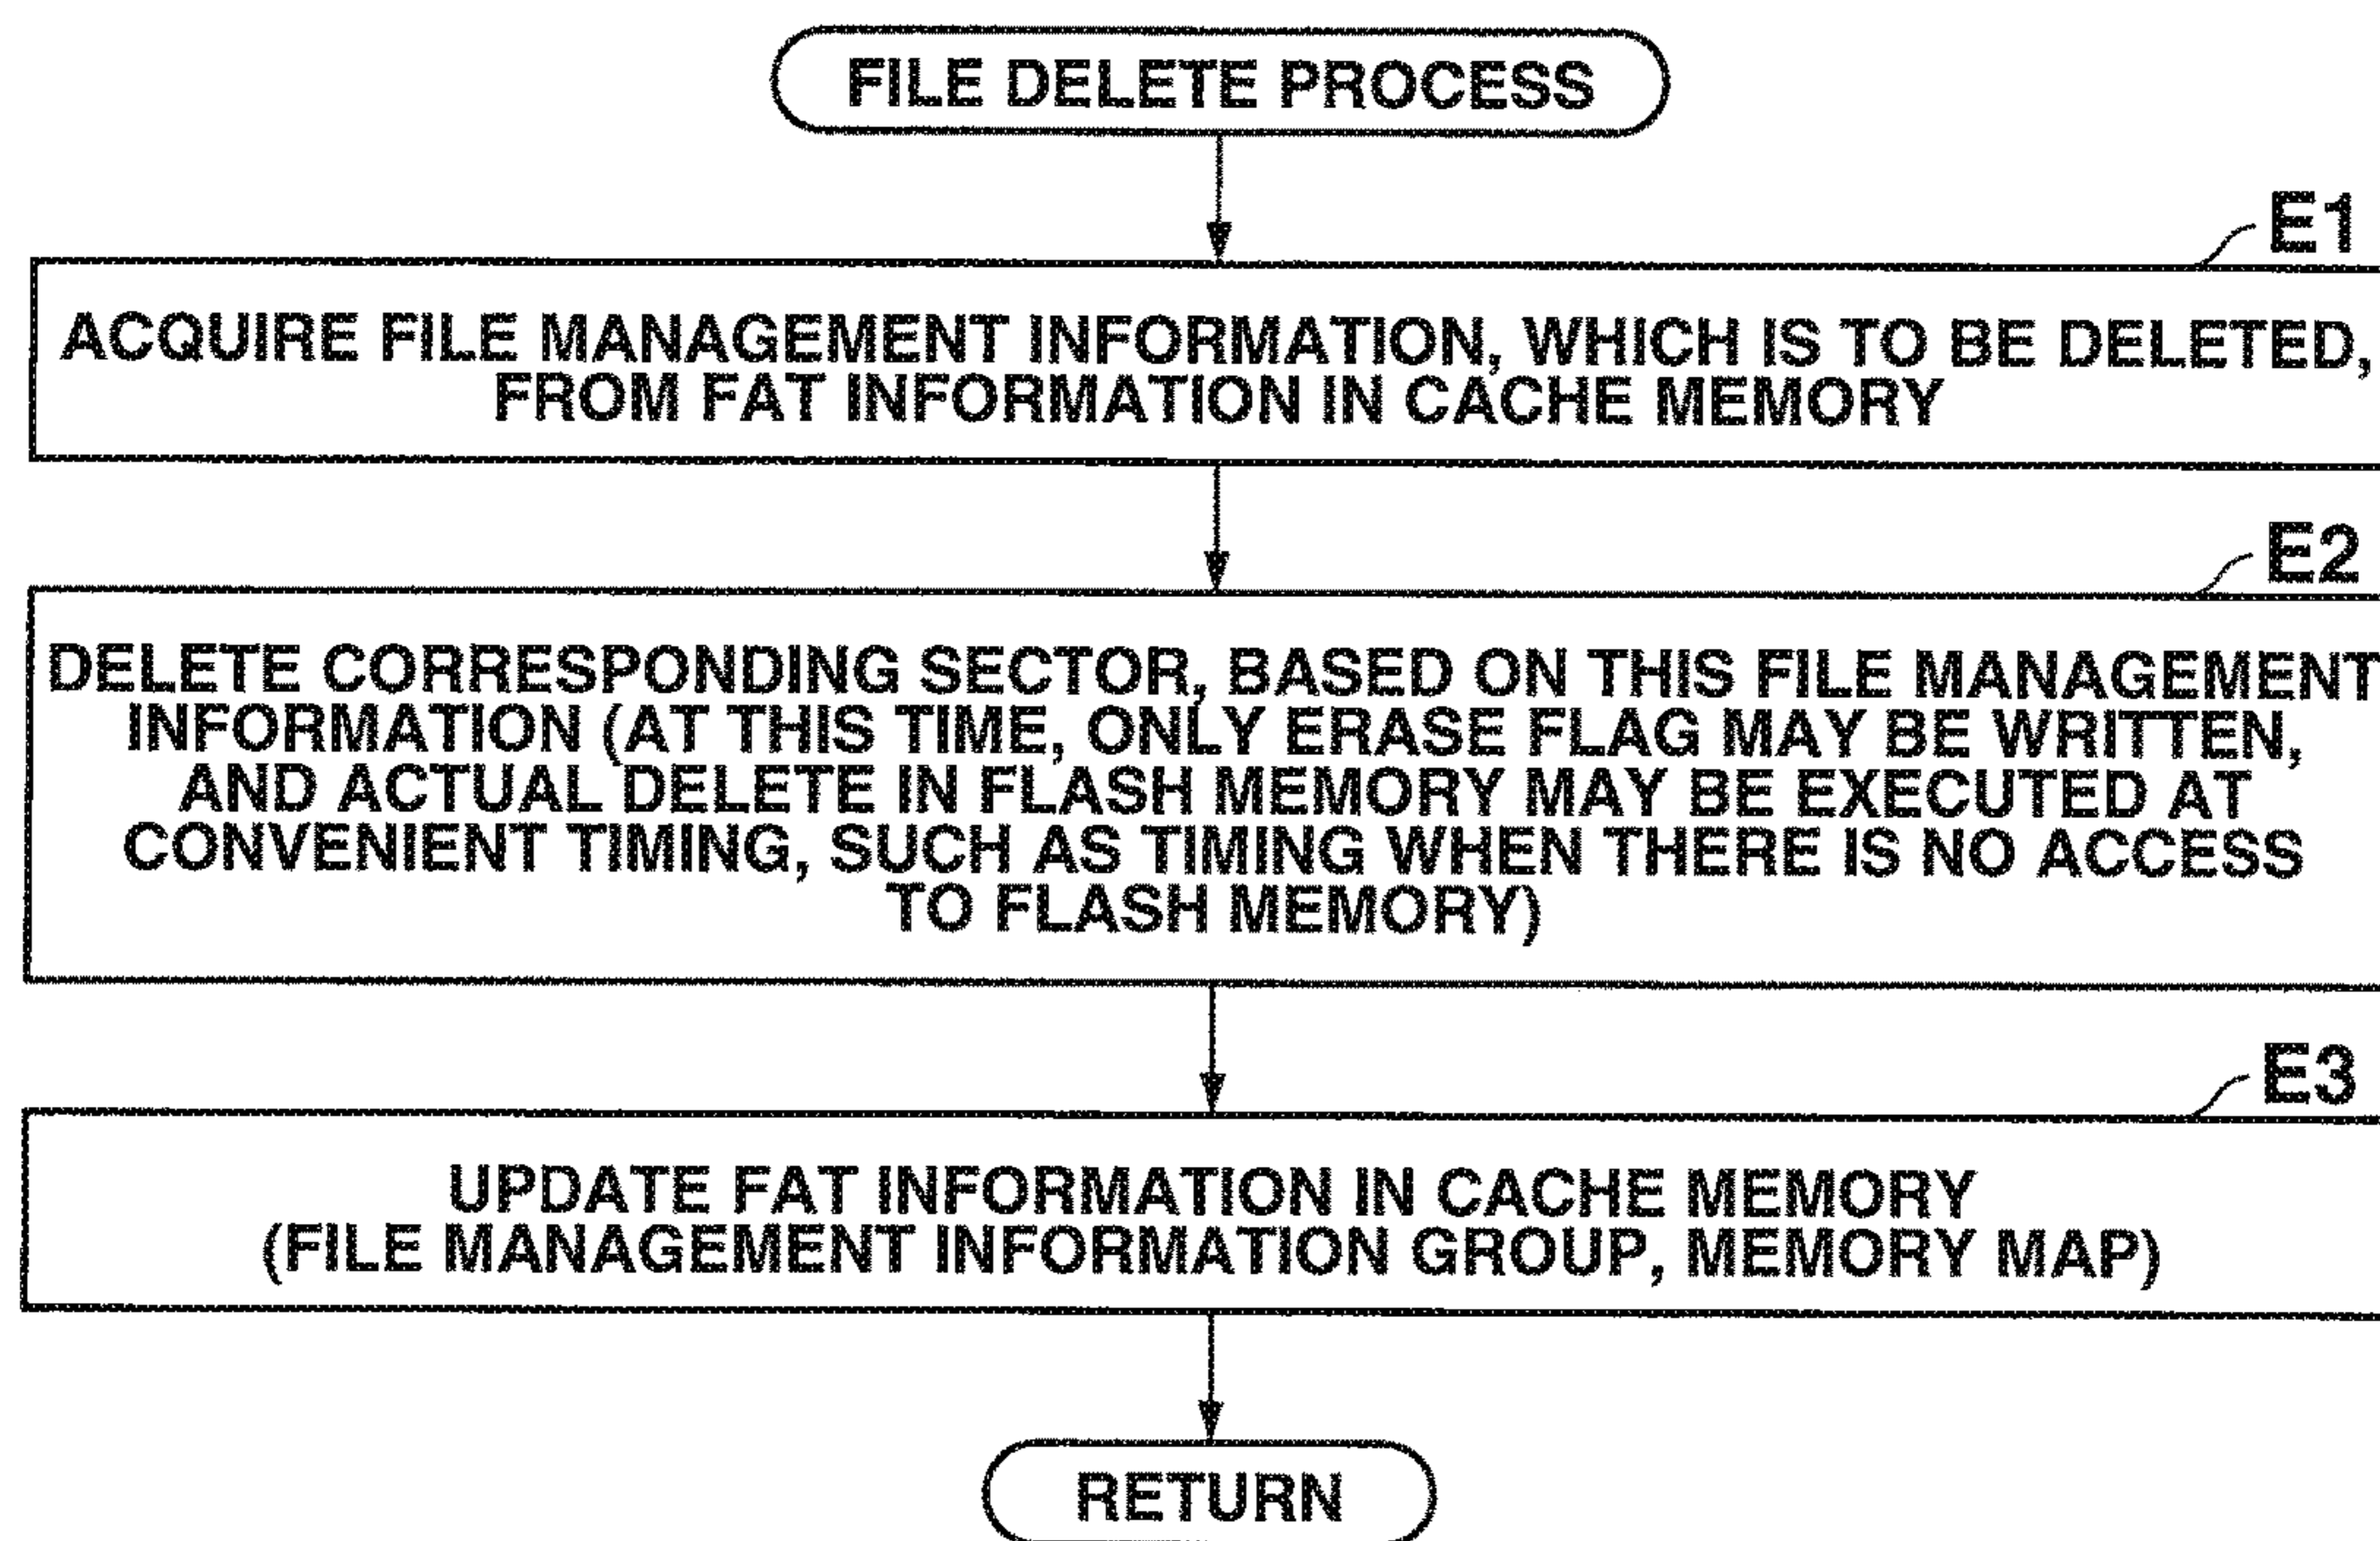 FILE DELETE PROCESS
E1
ACQUIRE FILE MANAGEMENT INFORMATION, WHICH IS TO BE DELETED,
FROM FAT INFORMATION IN CACHE MEMORY
E2
DELETE CORRESPONDING SECTOR, BASED ON THIS FILE MANAGEMENT
INFORMATION (AT THIS TIME, ONLY ERASE FLAG MAY BE WRITTEN,
AND ACTUAL DELETE IN FLASH MEMORY MAY BE EXECUTED AT
CONVENIENT TIMING, SUCH AS TIMING WHEN THERE IS NO ACCESS
TO FLASH MEMORY)
E3
UPDATE FAT INFORMATION IN CACHE MEMORY
(FILE MANAGEMENT INFORMATION GROUP, MEMORY MAP)
RETURN